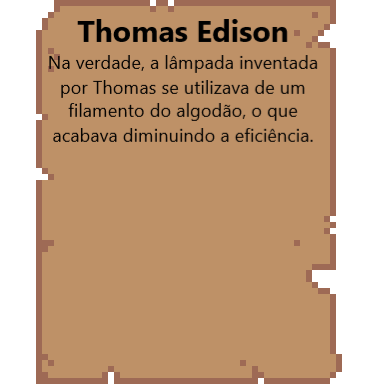 Thomas Edison
Na verdade, a lâmpada inventada
por Thomas se utilizava de um
filamento do algodão, o que
acabava diminuindo a eficiência.